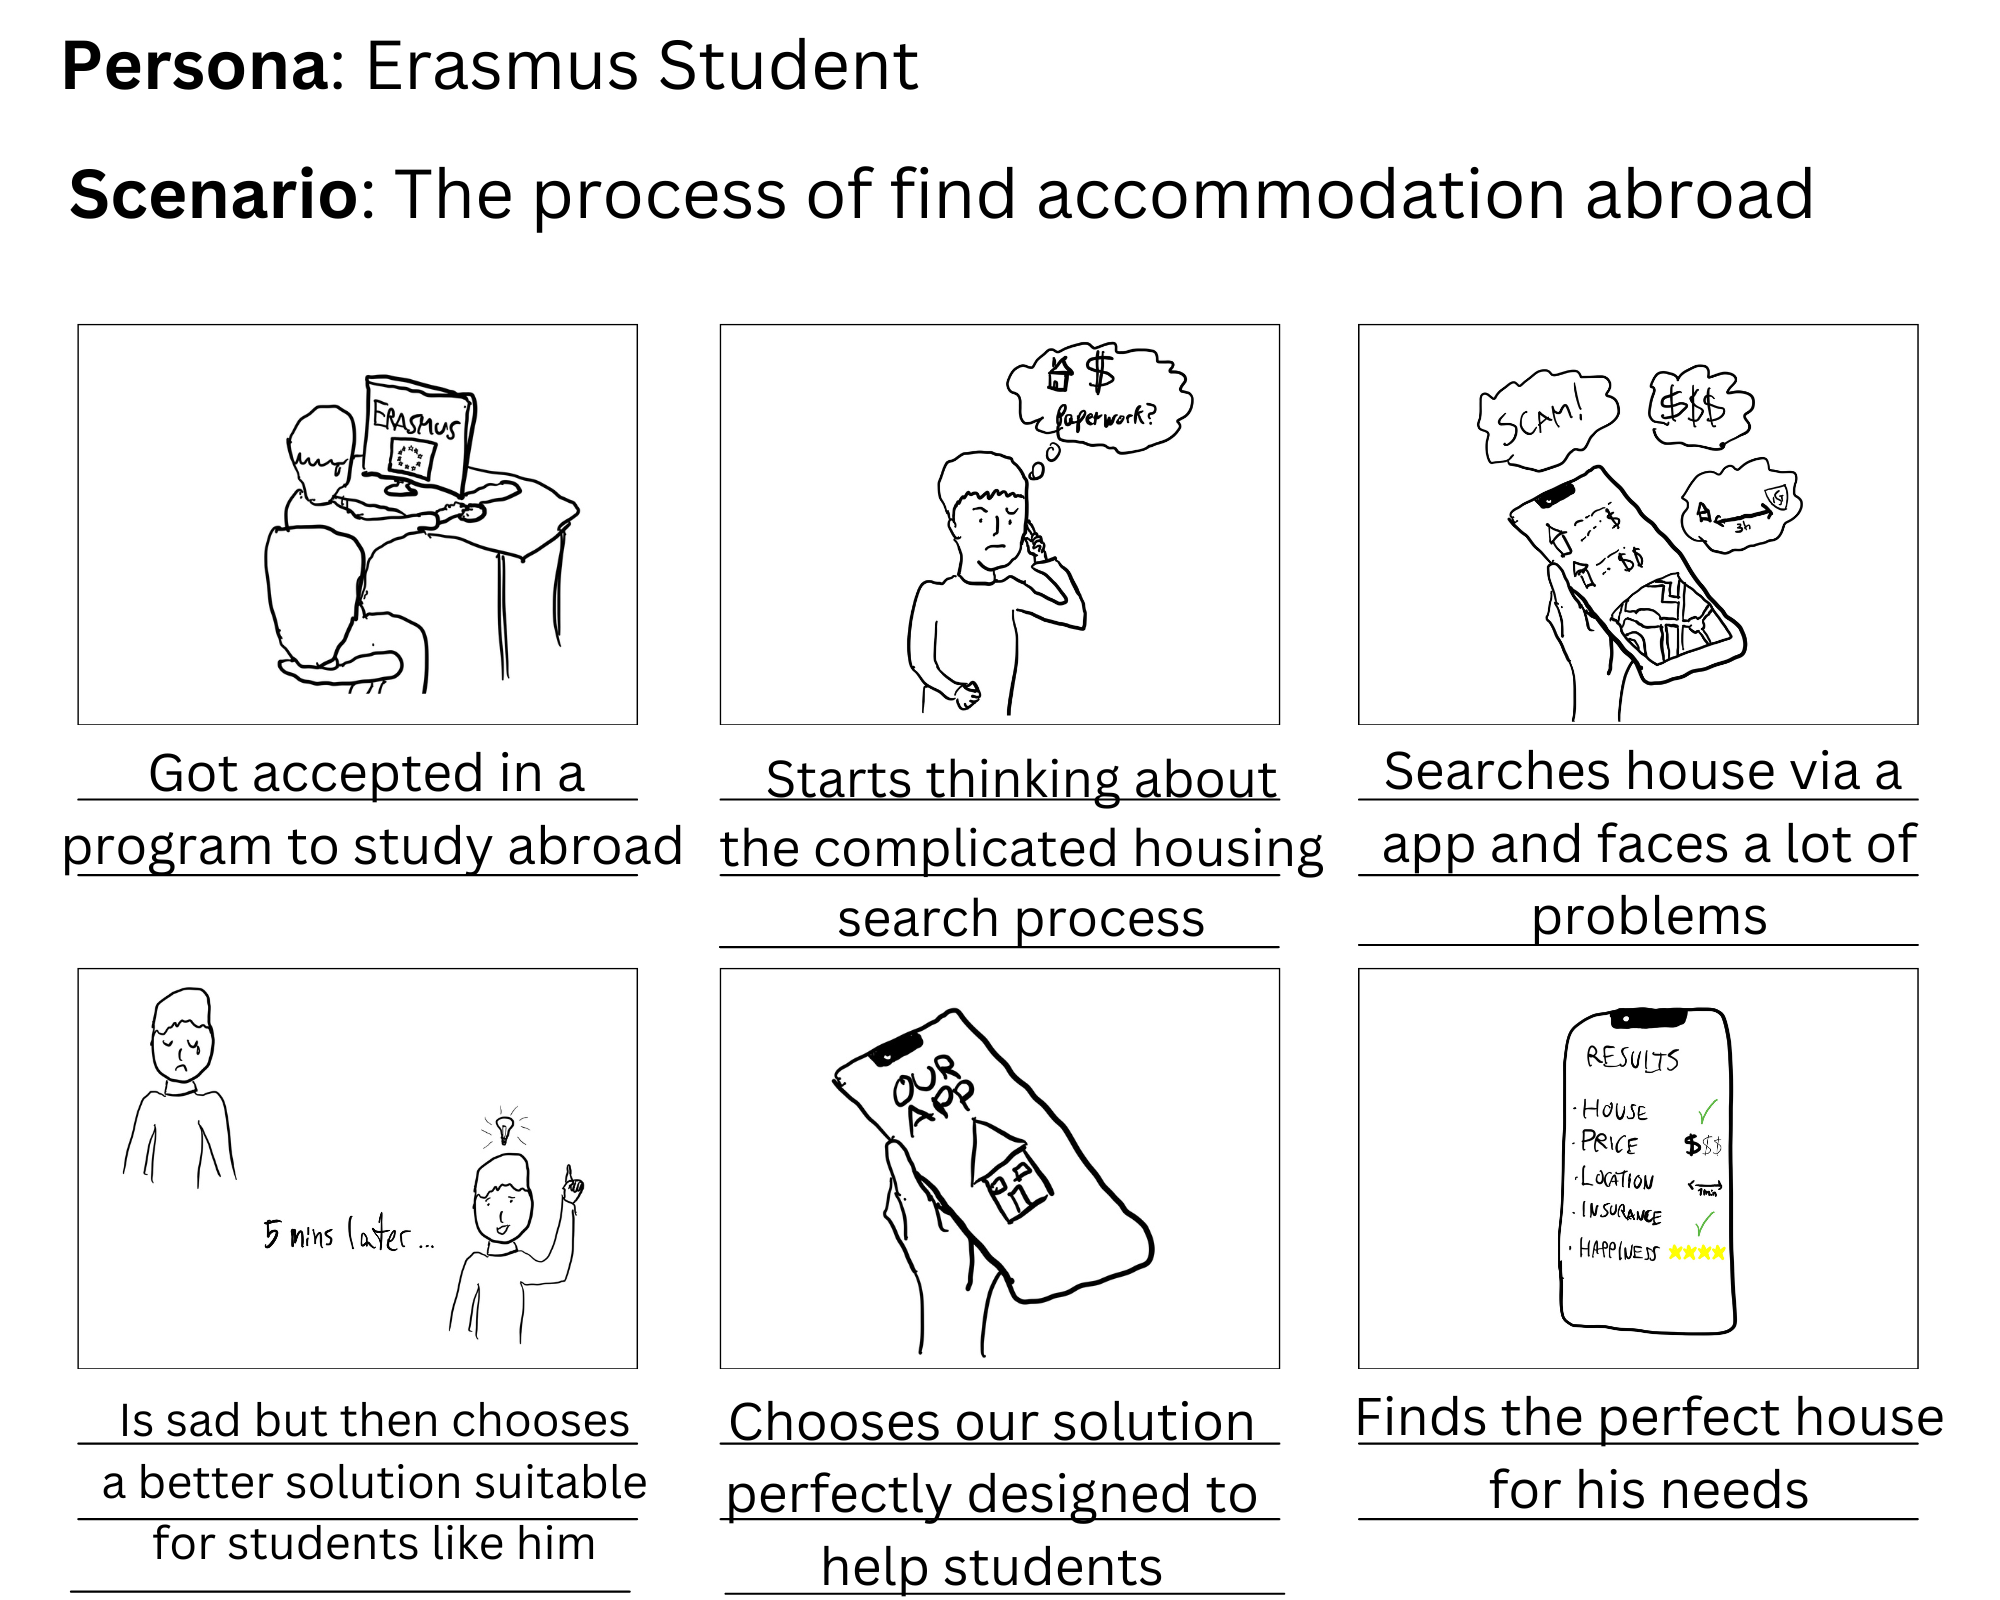 Persona: Erasmus Student
Scenario: The process of find accommodation abroad
ERASMUS
$
Paperwork?
SCAM!
$$$
3h
$
$$
Got accepted in a
program to study abroad
Starts thinking about
the complicated housing
search process
Searches house via a
app and faces a lot of
problems
5 mins later...
OUR
APP
RESULTS
· HOUSE ✓
· PRICE $$$
· LOCATION 1min
· INSURANCE ✓
· HAPPINESS ★★★★
Is sad but then chooses
a better solution suitable
for students like him
Chooses our solution
perfectly designed to
help students
Finds the perfect house
for his needs